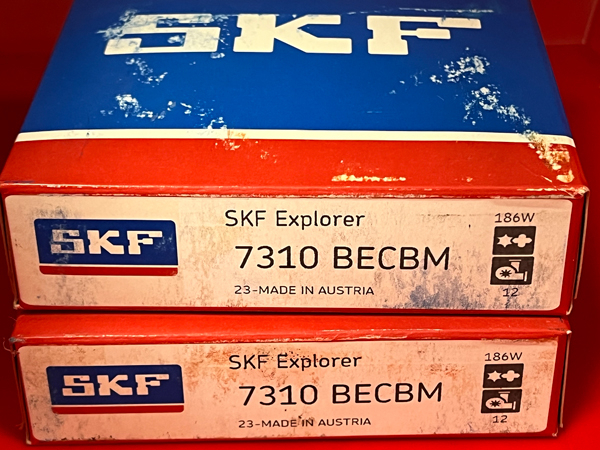 SKF
SKF
SKF Explorer
7310 BECBM
23-MADE IN AUSTRIA
186W
12
SKF
SKF Explorer
7310 BECBM
23-MADE IN AUSTRIA
186W
12